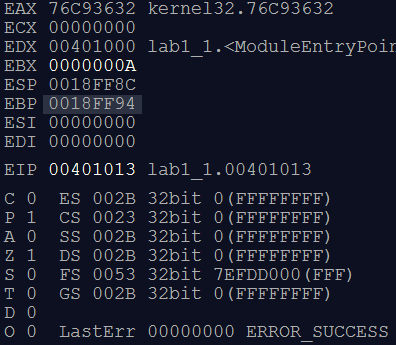 EAX 76C93632 kernel32.76C93632
ECX 00000000
EDX 00401000 lab1_1.<ModuleEntryPoin
EBX 0000000A
ESP 0018FF8C
EBP 0018FF94
ESI 00000000
EDI 00000000
EIP 00401013 lab1_1.00401013
C 0 ES 002B 32bit 0(FFFFFFFF)
P 1 CS 0023 32bit 0(FFFFFFFF)
A 0 SS 002B 32bit 0(FFFFFFFF)
Z 1 DS 002B 32bit 0(FFFFFFFF)
S 0 FS 0053 32bit 7EFDD000(FFF)
T 0 GS 002B 32bit 0(FFFFFFFF)
D 0
O 0 LastErr 00000000 ERROR_SUCCESS